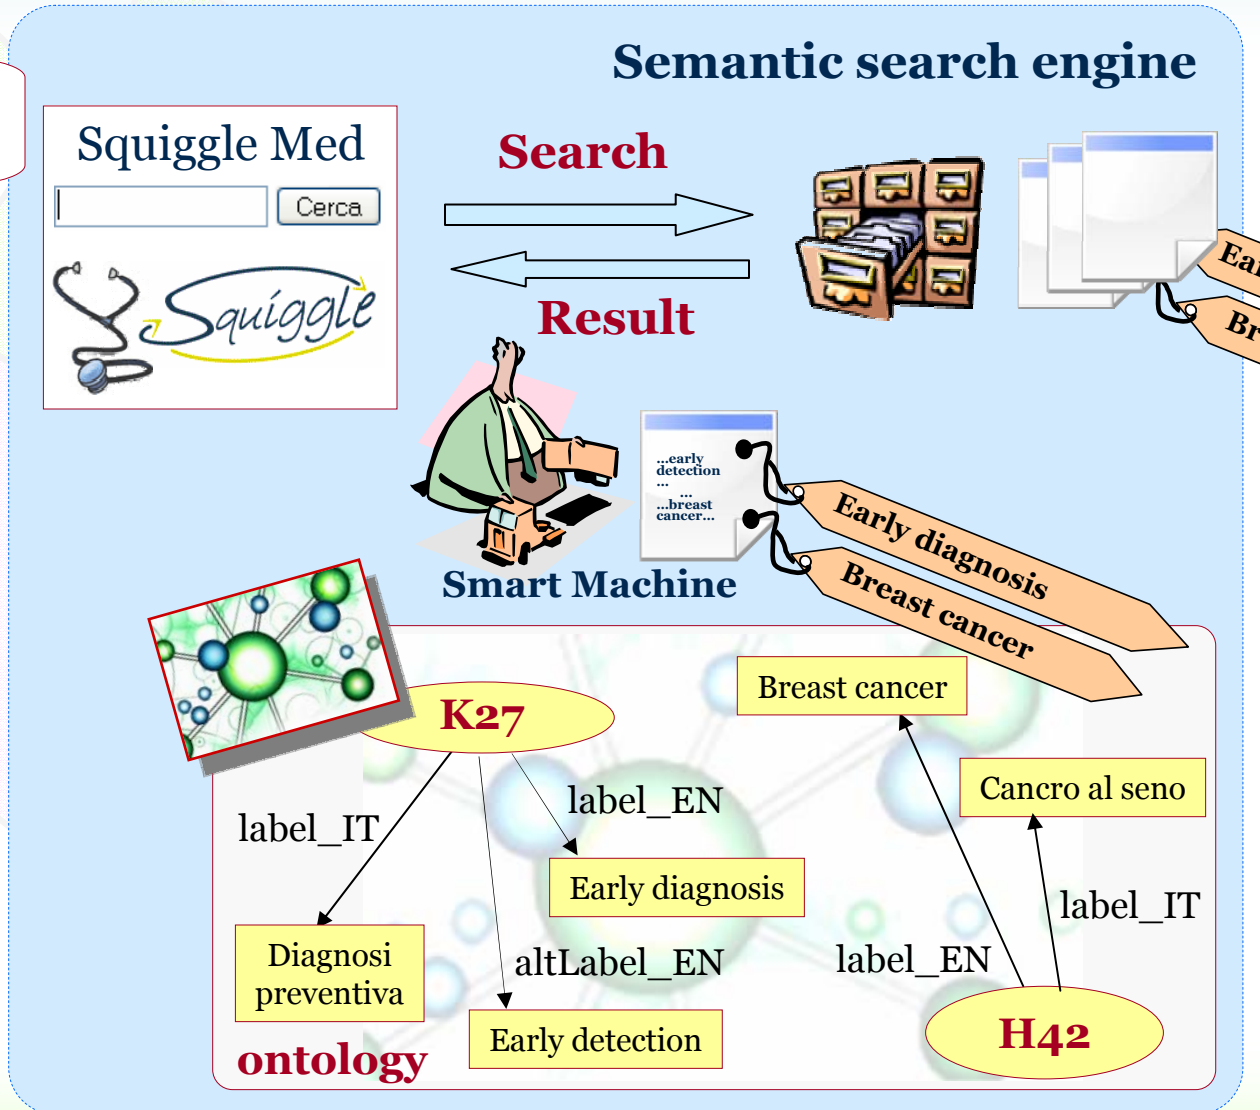 Semantic search engine
Squiggle Med
Cerca
Squiggle
Search
Result
...early
detection
...
...
...breast
cancer...
Early diagnosis
Breast cancer
Smart Machine
K27
label_IT
label_EN
altLabel_EN
Diagnosi
preventiva
Early diagnosis
Early detection
Breast cancer
Cancro al seno
label_EN
label_IT
H42
ontology